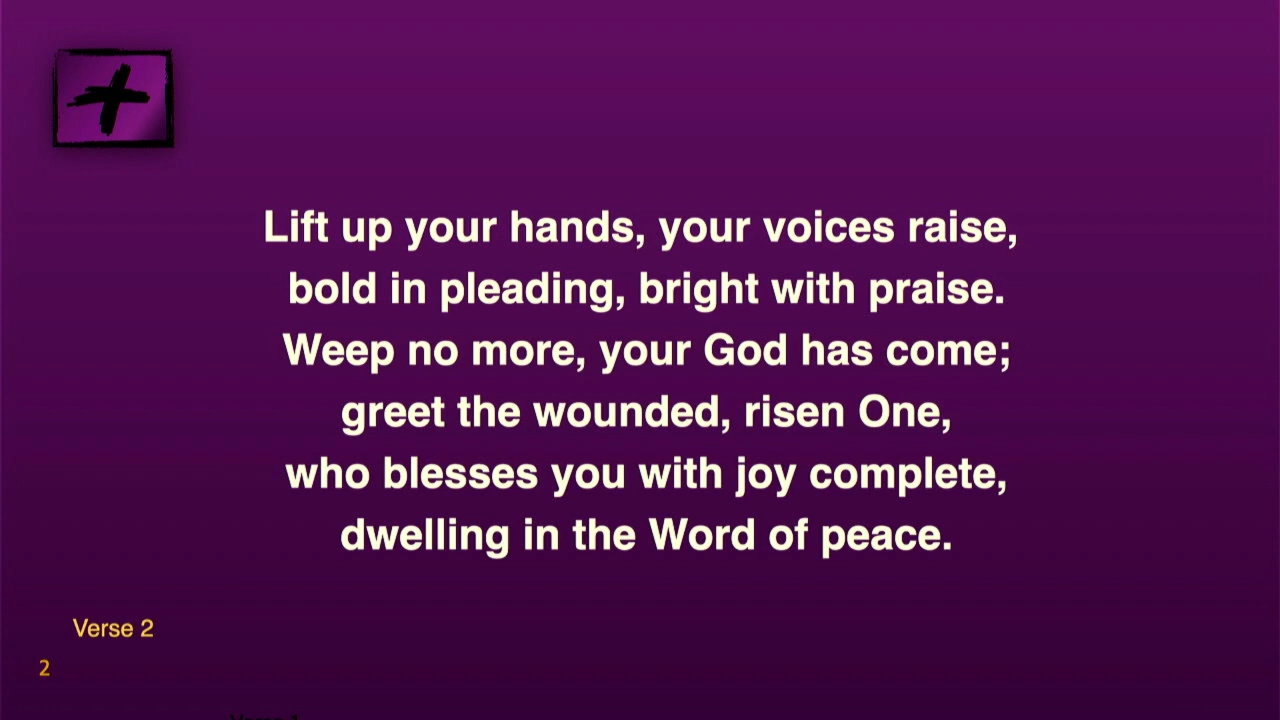 Lift up your hands, your voices raise,
bold in pleading, bright with praise.
Weep no more, your God has come;
greet the wounded, risen One,
who blesses you with joy complete,
dwelling in the Word of peace.
Verse 2
2